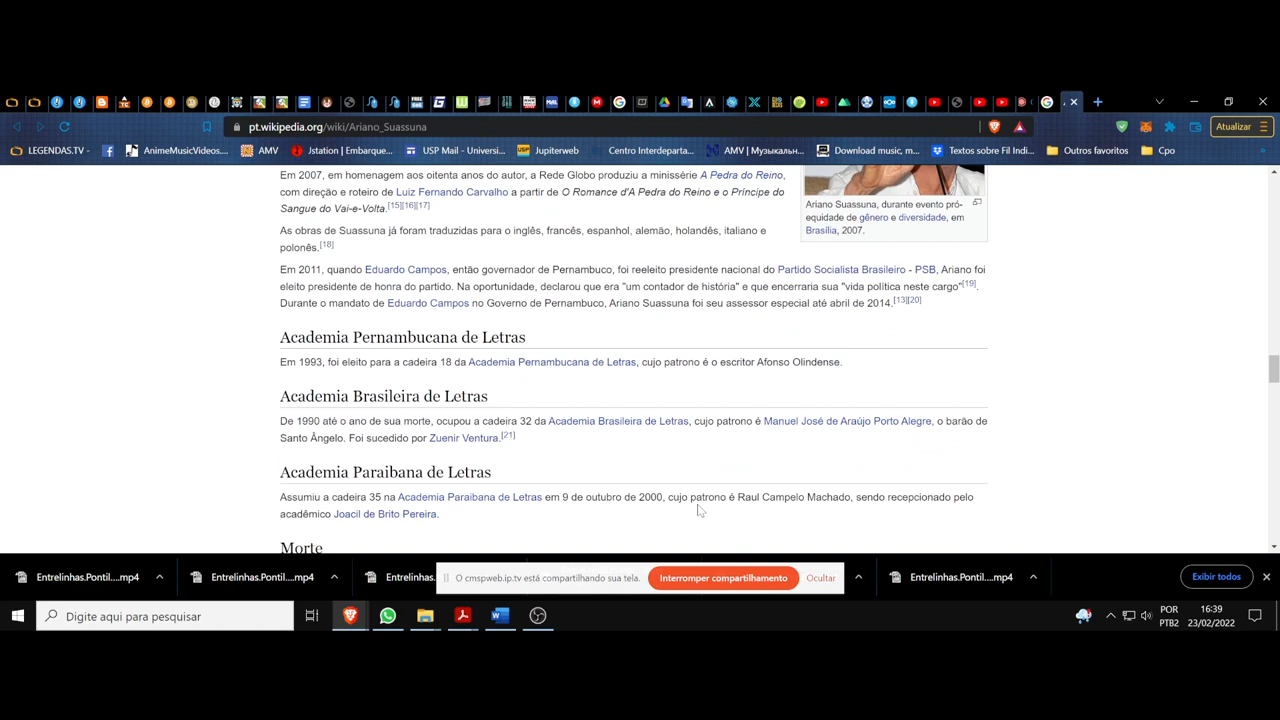 pt.wikipedia.org/wiki/Ariano_Suassuna
Atualizar
LEGENDAS.TV -
AnimeMusicVideos....
AMV
Jstation | Embarque...
USP Mail - Universi...
Jupiterweb
Centro Interdeparta...
AMV | Музыкальн...
Download music, m...
Textos sobre Fil Indi...
Outros favoritos
Cpo
Em 2007, em homenagem aos oitenta anos do autor, a Rede Globo produziu a minissérie A Pedra do Reino,
com direção e roteiro de Luiz Fernando Carvalho a partir de O Romance d'A Pedra do Reino e o Príncipe do
Sangue do Vai-e-Volta.[15][16][17]
As obras de Suassuna já foram traduzidas para o inglês, francês, espanhol, alemão, holandês, italiano e
polonês.[18]
Ariano Suassuna, durante evento pró-
equidade de gênero e diversidade, em
Brasília, 2007.
Em 2011, quando Eduardo Campos, então governador de Pernambuco, foi reeleito presidente nacional do Partido Socialista Brasileiro - PSB, Ariano foi
eleito presidente de honra do partido. Na oportunidade, declarou que era "um contador de história" e que encerraria sua "vida política neste cargo"[19].
Durante o mandato de Eduardo Campos no Governo de Pernambuco, Ariano Suassuna foi seu assessor especial até abril de 2014.[13][20]
Academia Pernambucana de Letras
Em 1993, foi eleito para a cadeira 18 da Academia Pernambucana de Letras, cujo patrono é o escritor Afonso Olindense.
Academia Brasileira de Letras
De 1990 até o ano de sua morte, ocupou a cadeira 32 da Academia Brasileira de Letras, cujo patrono é Manuel José de Araújo Porto Alegre, o barão de
Santo Ângelo. Foi sucedido por Zuenir Ventura.[21]
Academia Paraibana de Letras
Assumiu a cadeira 35 na Academia Paraibana de Letras em 9 de outubro de 2000, cujo patrono é Raul Campelo Machado, sendo recepcionado pelo
acadêmico Joacil de Brito Pereira.
Morte
Entrelinhas.Pontil....mp4
Entrelinhas.Pontil....mp4
Entrelinhas
O cmspweb.ip.tv está compartilhando sua tela.
Interromper compartilhamento
Ocultar
Entrelinhas.Pontil....mp4
Exibir todos
Digite aqui para pesquisar
POR
PTB2
16:39
23/02/2022